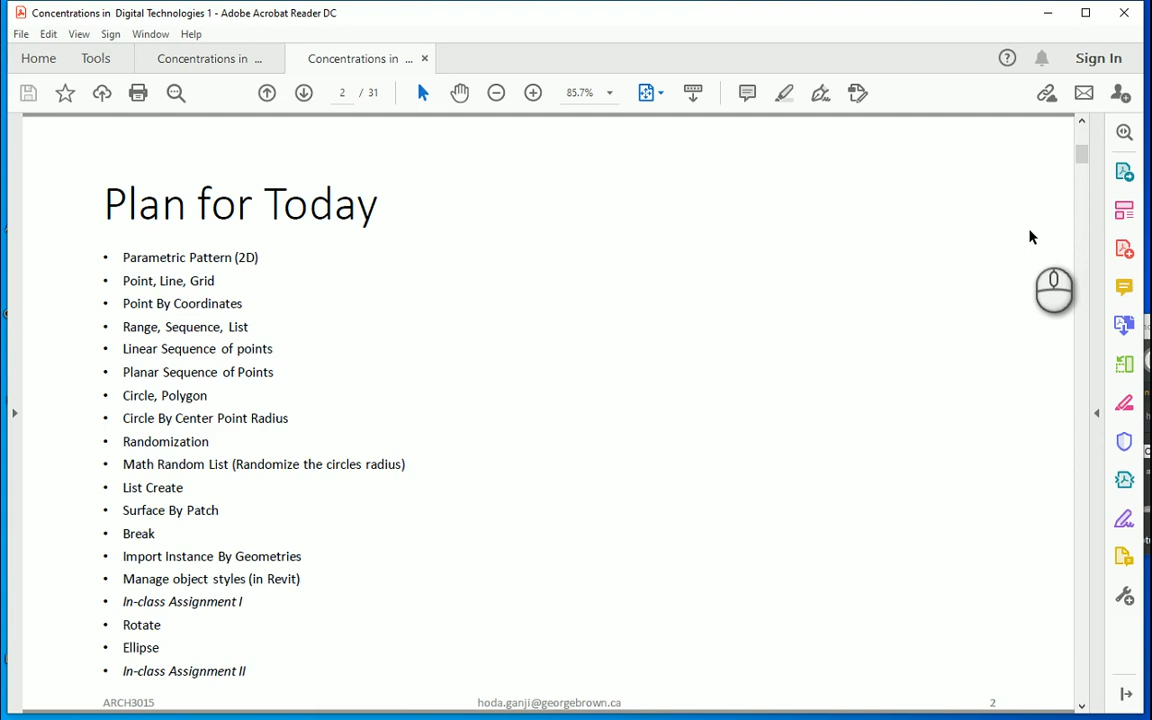 Concentrations in Digital Technologies 1 - Adobe Acrobat Reader DC
File Edit View Sign Window Help
Home Tools Concentrations in ... Concentrations in ... × Sign In
2 / 31 85.7%
Plan for Today
• Parametric Pattern (2D)
• Point, Line, Grid
• Point By Coordinates
• Range, Sequence, List
• Linear Sequence of points
• Planar Sequence of Points
• Circle, Polygon
• Circle By Center Point Radius
• Randomization
• Math Random List (Randomize the circles radius)
• List Create
• Surface By Patch
• Break
• Import Instance By Geometries
• Manage object styles (in Revit)
• In-class Assignment I
• Rotate
• Ellipse
• In-class Assignment II
ARCH3015 hoda.ganji@georgebrown.ca 2